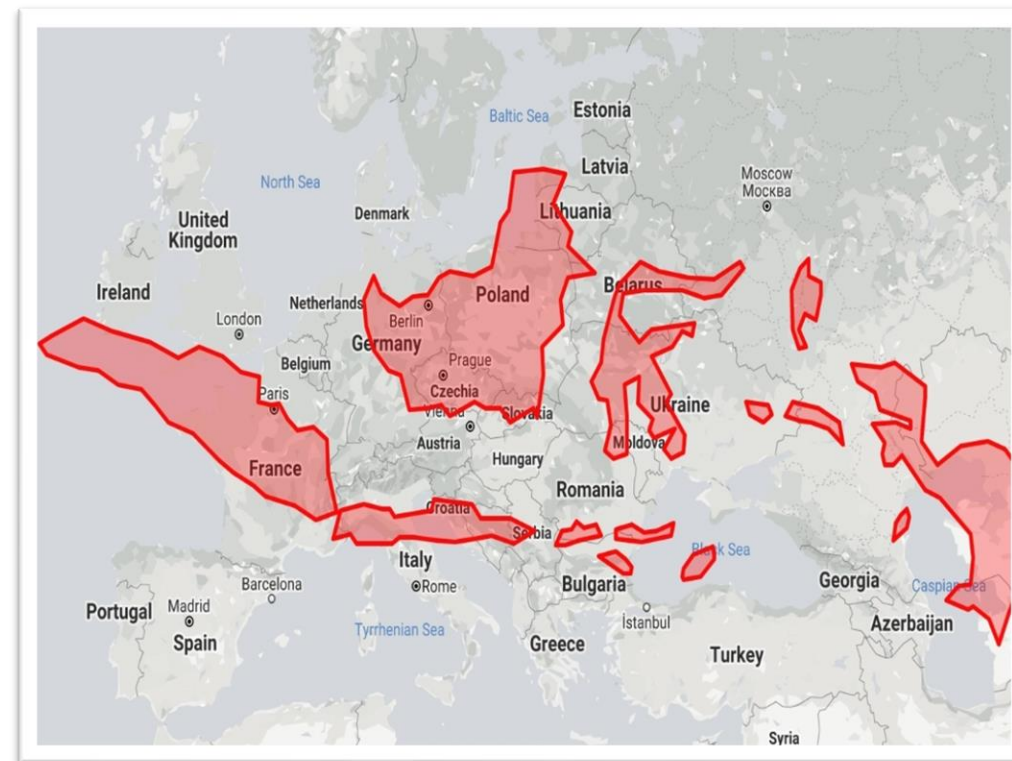 Estonia
Baltic Sea
Latvia
Moscow
Москва
North Sea
Denmark
Lithuania
United
Kingdom
Ireland
Netherlands
Belarus
Poland
London
Berlin
Germany
Belgium
Prague
Czechia
Paris
Vienna
Slovakia
Ukraine
Austria
Moldova
Hungary
France
Romania
Croatia
Serbia
Black Sea
Italy
Rome
Bulgaria
Georgia
Caspian Sea
Barcelona
Portugal
Madrid
Spain
İstanbul
Azerbaijan
Tyrrhenian Sea
Greece
Turkey
Syria